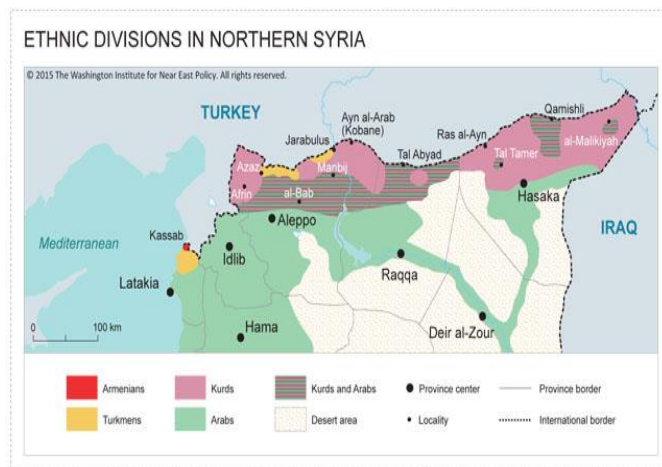 ETHNIC DIVISIONS IN NORTHERN SYRIA
© 2015 The Washington Institute for Near East Policy. All rights reserved.
TURKEY
Ayn al-Arab
(Kobane)
Qamishli
Jarabulus
Ras al-Ayn
al-Malikiyah
Azaz
Manbij
Tal Abyad
Tal Tamer
Afrin
al-Bab
Hasaka
Aleppo
Kassab
Mediterranean
Idlib
IRAQ
Raqqa
Latakia
0 100 km
Hama
Deir al-Zour
Armenians Kurds Kurds and Arabs Province center Province border
Turkmens Arabs Desert area Locality International border